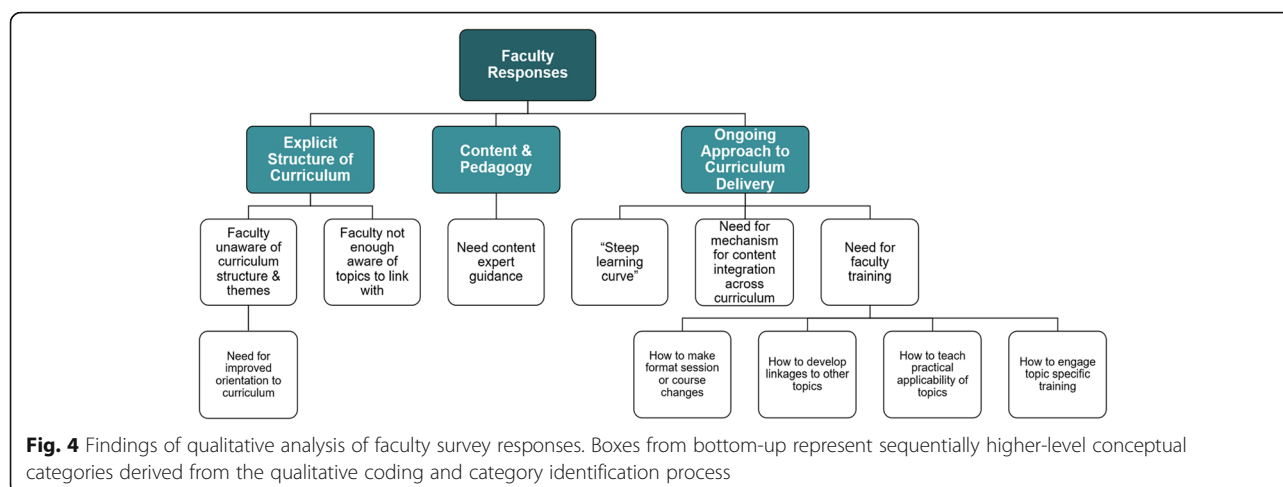 Faculty
Responses
Explicit
Structure of
Curriculum
Content &
Pedagogy
Ongoing
Approach to
Curriculum
Delivery
Faculty
unaware of
curriculum
structure &
themes
Faculty not
enough
aware of
topics to link
with
Need content
expert
guidance
“Steep
learning
curve”
Need for
mechanism
for content
integration
across
curriculum
Need for
faculty
training
Need for
improved
orientation to
curriculum
How to make
format session
or course
changes
How to develop
linkages to other
topics
How to teach
practical
applicability of
topics
How to engage
topic specific
training
Fig. 4 Findings of qualitative analysis of faculty survey responses. Boxes from bottom-up represent sequentially higher-level conceptual
categories derived from the qualitative coding and category identification process